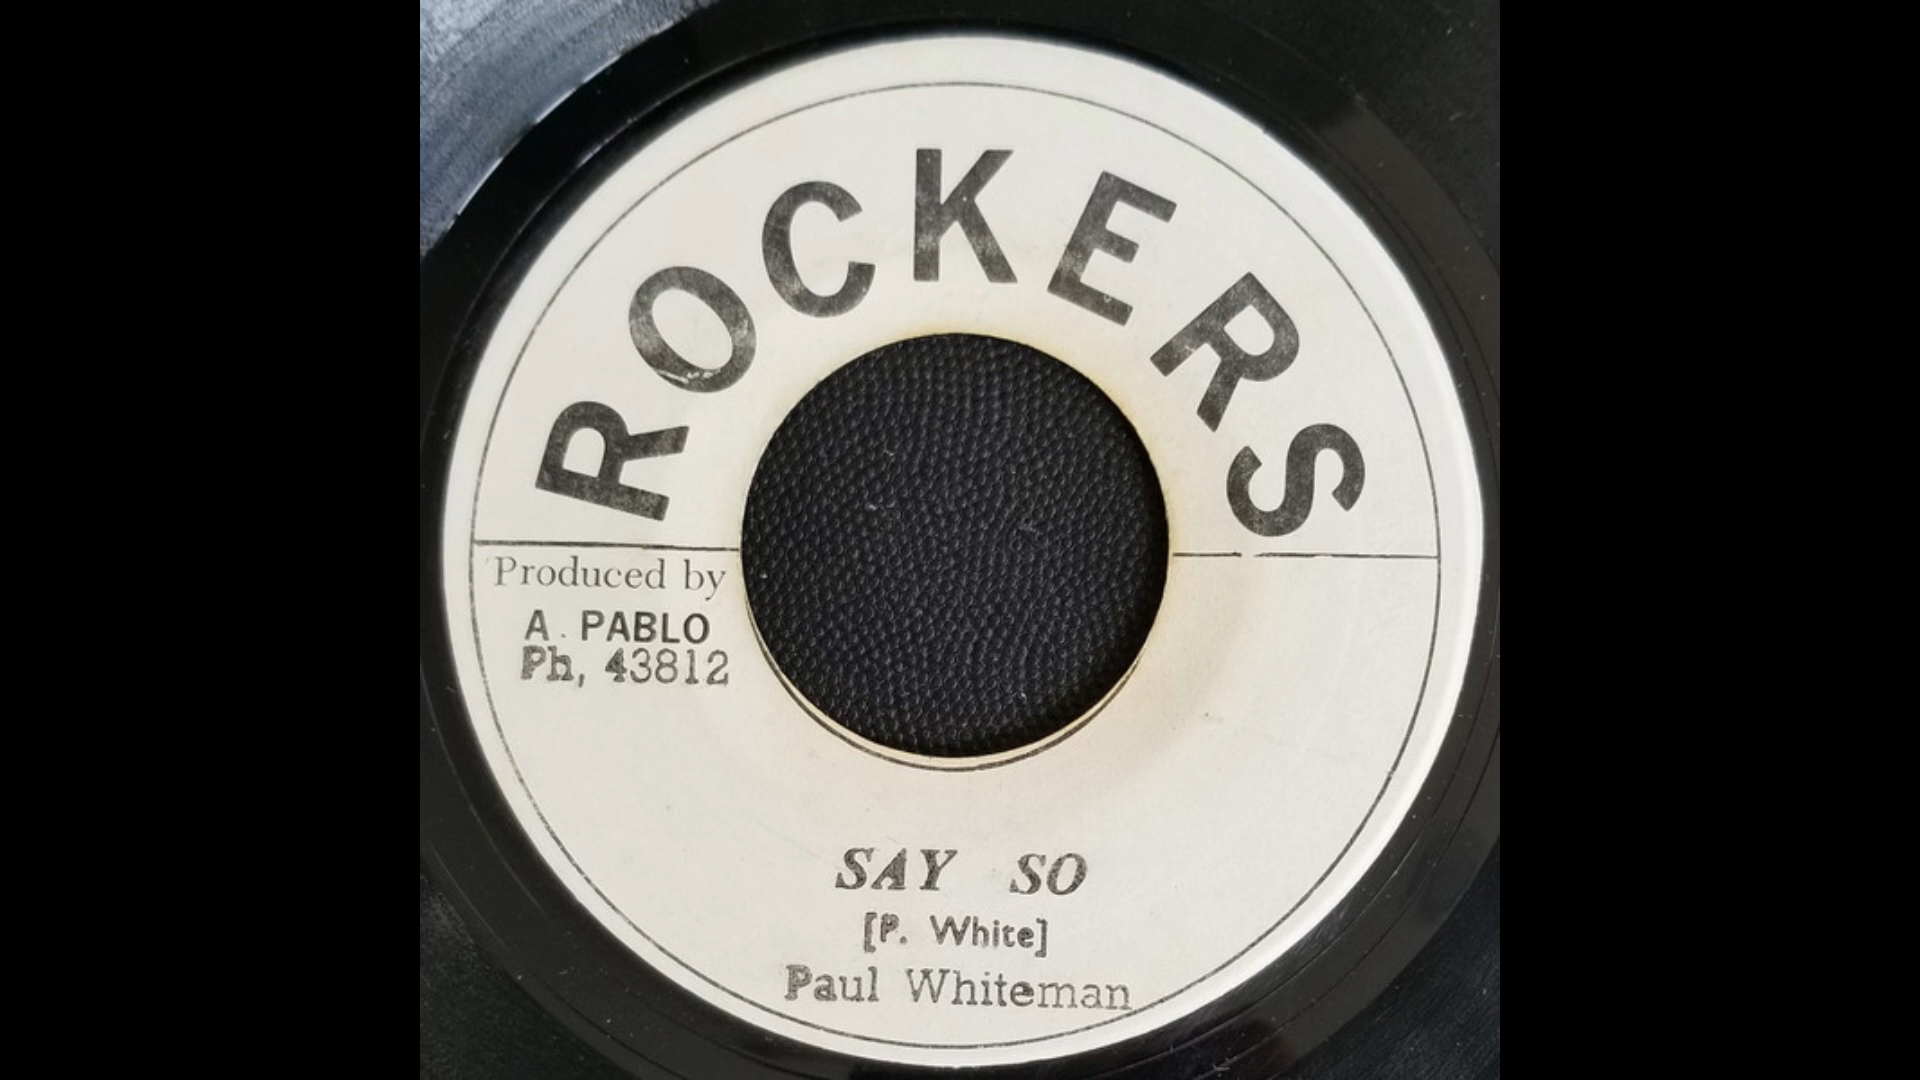 ROCKERS
Produced by
A. PABLO
Ph, 43812
SAY SO
[P. White]
Paul Whiteman